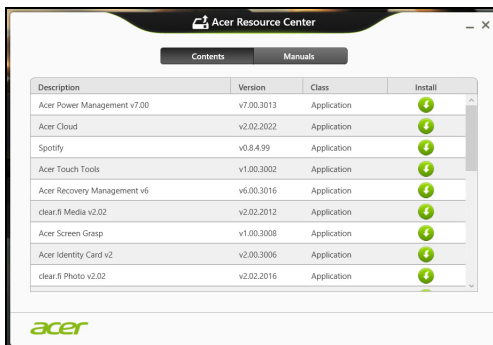 Acer Resource Center
Contents Manuals
Description Version Class Install
Acer Power Management v7.00 v7.00.3013 Application
Acer Cloud v2.02.2022 Application
Spotify v0.8.4.99 Application
Acer Touch Tools v1.00.3002 Application
Acer Recovery Management v6 v6.00.3016 Application
clear.fi Media v2.02 v2.02.2012 Application
Acer Screen Grasp v1.00.3008 Application
Acer Identity Card v2 v2.00.3006 Application
clear.fi Photo v2.02 v2.02.2016 Application
acer